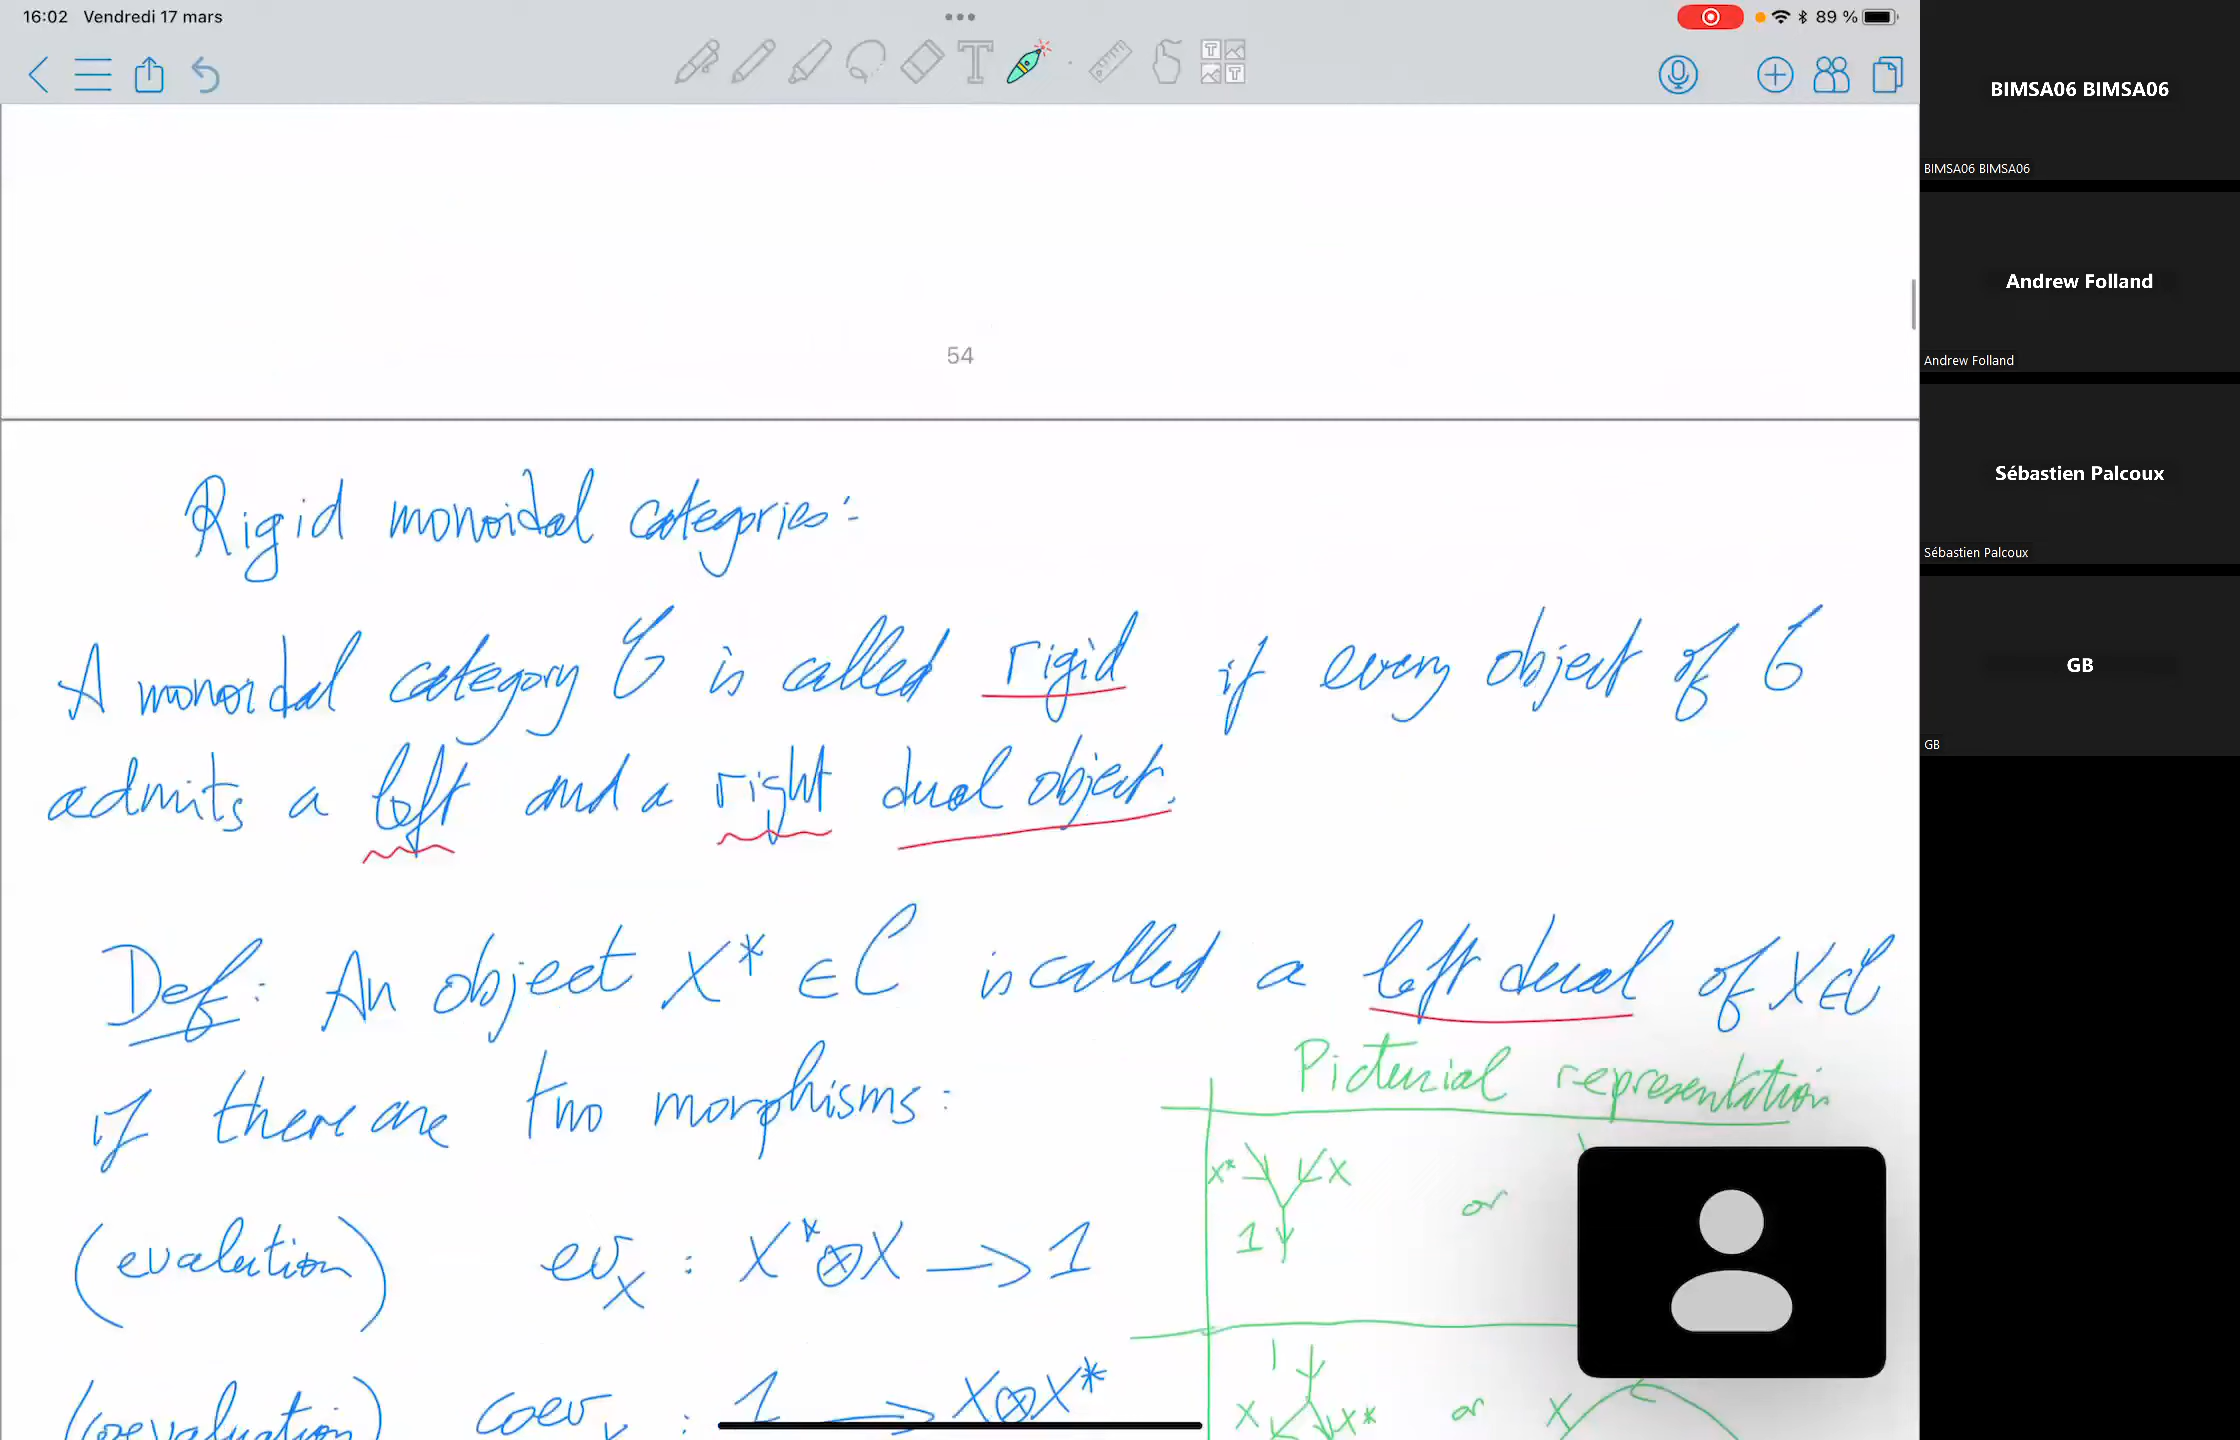 16:02 Vendredi 17 mars
89 %
54
Rigid monoidal categories:
A monoidal category C is called rigid if every object of C
admits a left and a right dual object.
Def: An object X* ∈ C is called a left dual of X ∈ C
if there are two morphisms:
Pictorial representation
(evaluation) ev_X : X* ⊗ X → 1
X* X
1
or
(coevaluation) coev_X : 1 → X ⊗ X*
1
X X* or X
BIMSA06 BIMSA06
BIMSA06 BIMSA06
Andrew Folland
Andrew Folland
Sébastien Palcoux
Sébastien Palcoux
GB
GB